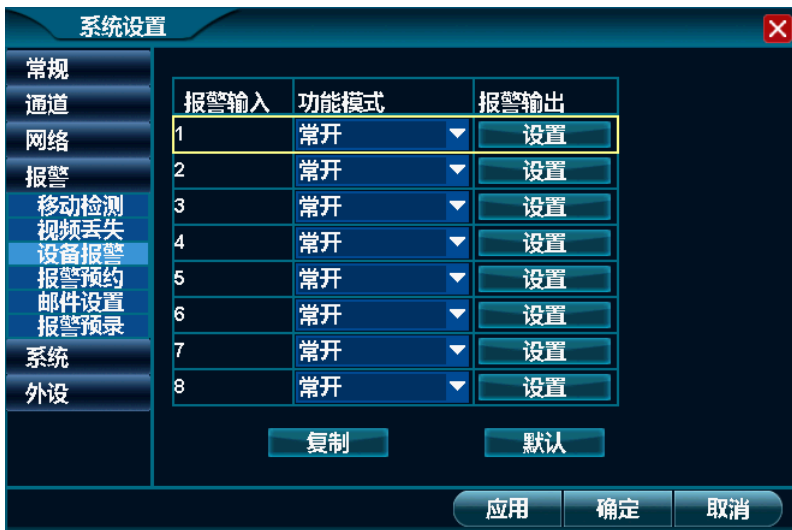 系统设置
常规
通道
网络
报警
移动检测
视频丢失
设备报警
报警预约
邮件设置
报警预录
系统
外设
报警输入 功能模式 报警输出
1 常开 设置
2 常开 设置
3 常开 设置
4 常开 设置
5 常开 设置
6 常开 设置
7 常开 设置
8 常开 设置
复制 默认
应用 确定 取消